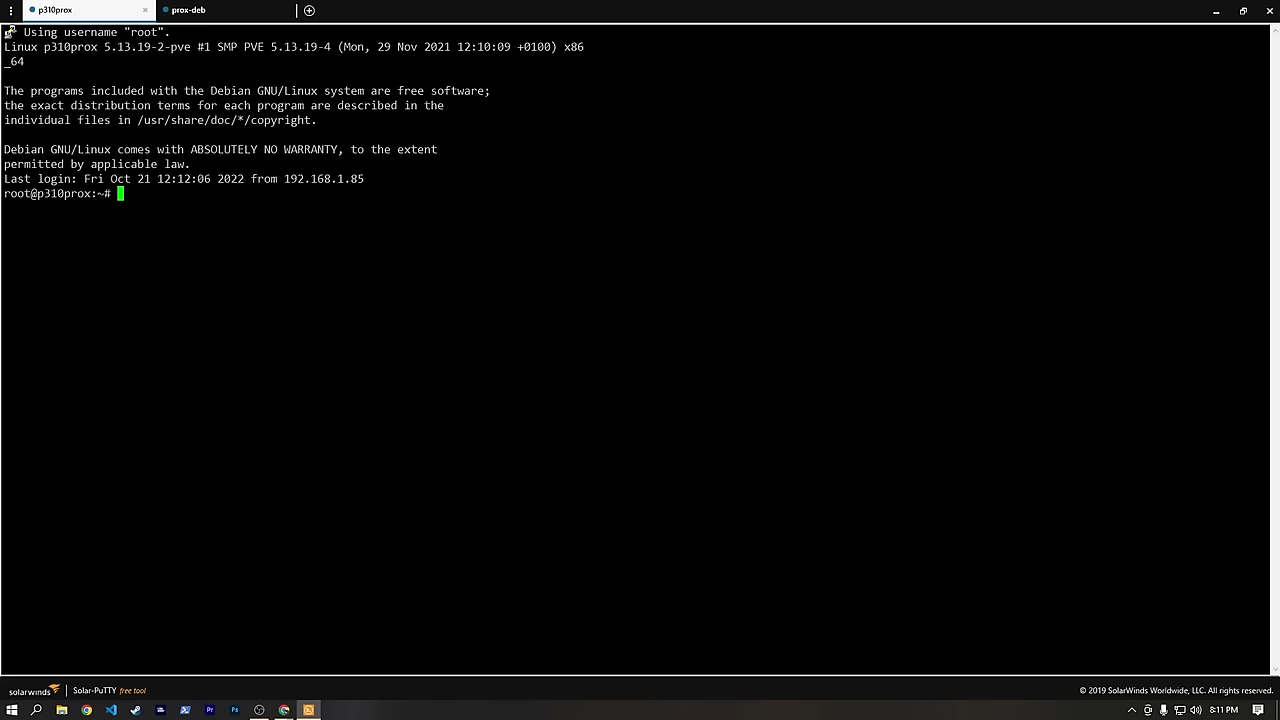 p310prox
prox-deb
Using username "root".
Linux p310prox 5.13.19-2-pve #1 SMP PVE 5.13.19-4 (Mon, 29 Nov 2021 12:10:09 +0100) x86
_64
The programs included with the Debian GNU/Linux system are free software;
the exact distribution terms for each program are described in the
individual files in /usr/share/doc/*/copyright.
Debian GNU/Linux comes with ABSOLUTELY NO WARRANTY, to the extent
permitted by applicable law.
Last login: Fri Oct 21 12:12:06 2022 from 192.168.1.85
root@p310prox:~#
solarwinds
Solar-PuTTY free tool
© 2019 SolarWinds Worldwide, LLC. All rights reserved.
Pr
Ps
8:11 PM